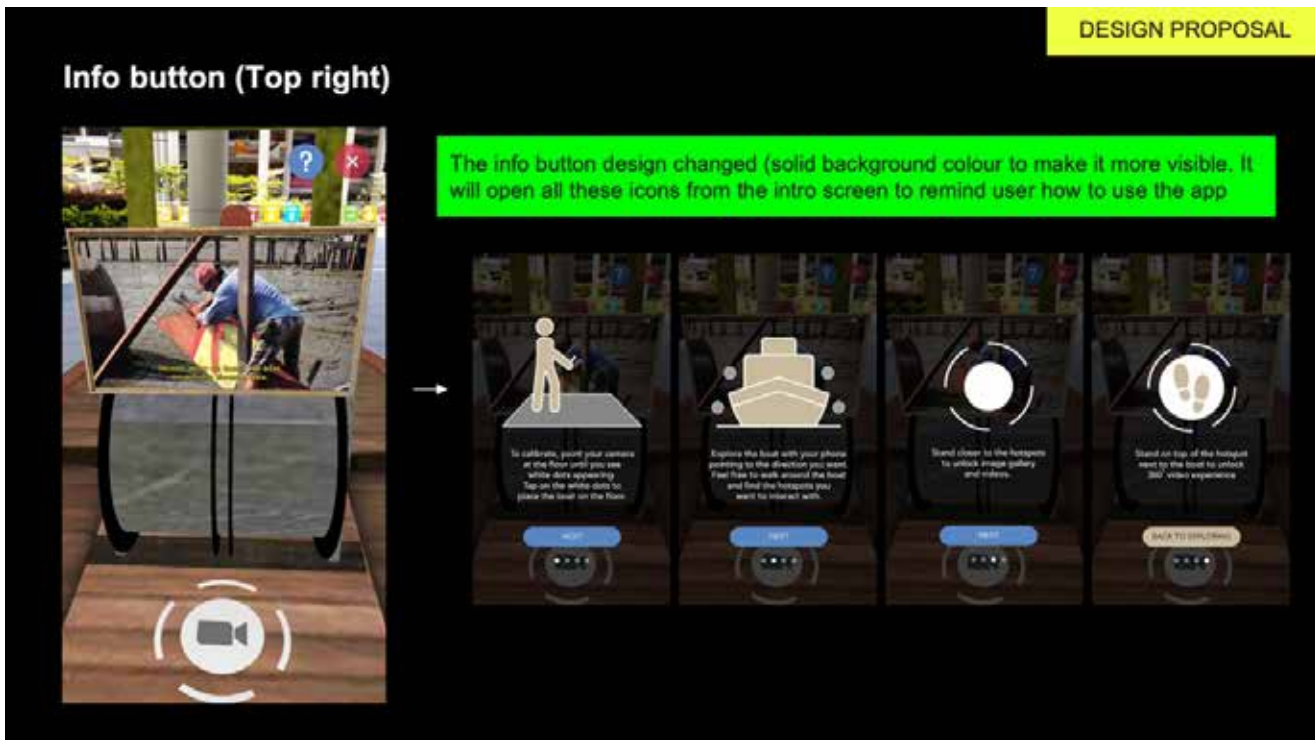 DESIGN PROPOSAL
Info button (Top right)
?
The info button design changed (solid background colour to make it more visible. It
will open all these icons from the intro screen to remind user how to use the app
To calibrate, point your camera
at the floor until you see
white dots appearing
Tap on the white dots to
place the boat on the floor.
NEXT
Explore the boat with your phone
pointing to the direction you want.
Feel free to walk around the boat
and find the hotspots you
want to interact with.
NEXT
Stand closer to the hotspots
to unlock image gallery
and videos.
NEXT
Stand on top of the hotspot
next to the boat to unlock
360° video experience
BACK TO EXPLORING